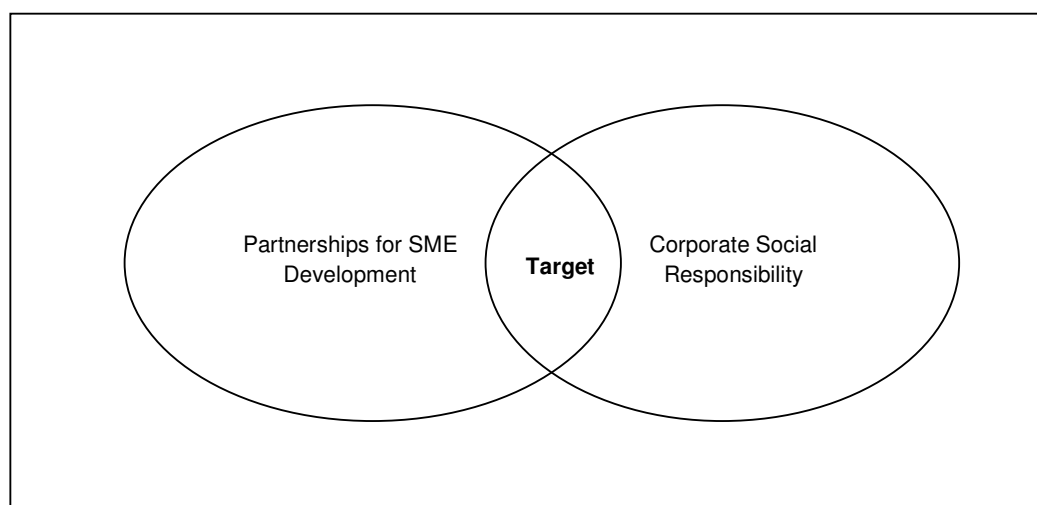 Partnerships for SME
Development
Target
Corporate Social
Responsibility